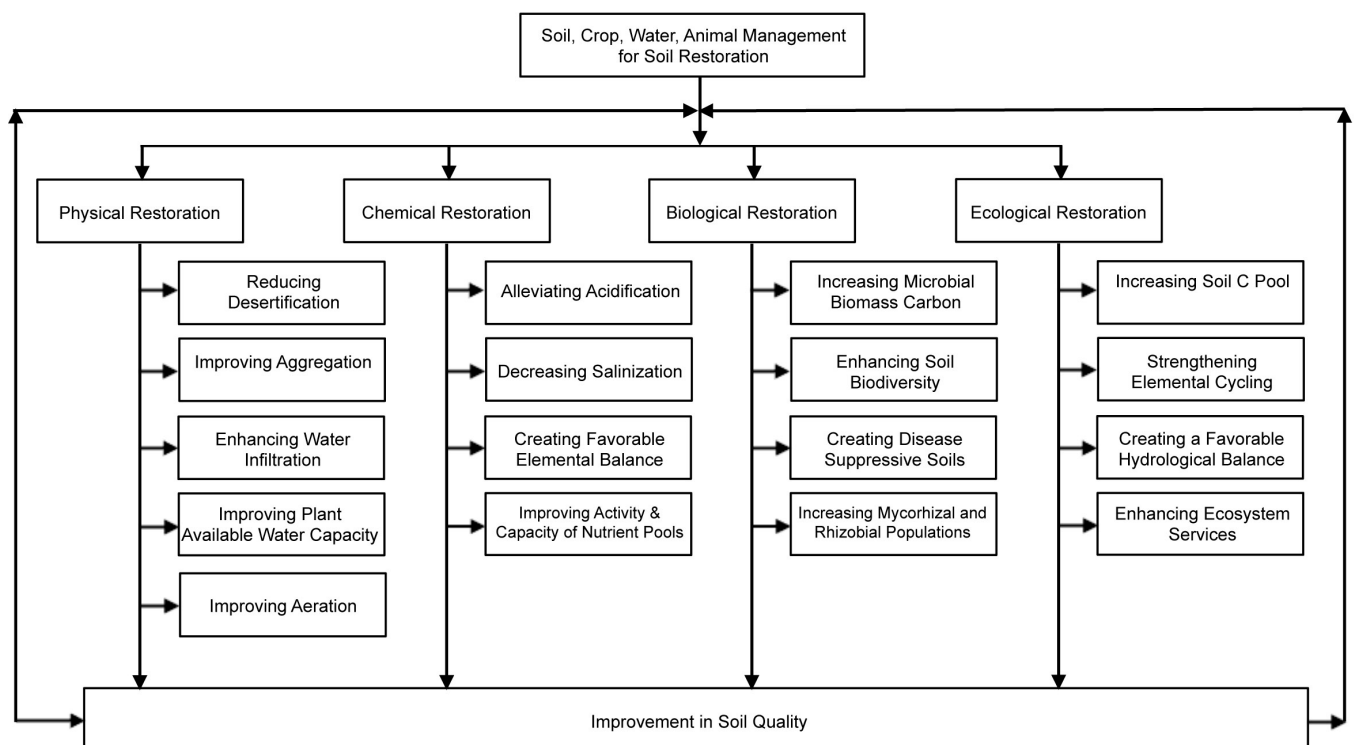 Soil, Crop, Water, Animal Management
for Soil Restoration
Physical Restoration
Chemical Restoration
Biological Restoration
Ecological Restoration
Reducing
Desertification
Improving Aggregation
Enhancing Water
Infiltration
Improving Plant
Available Water Capacity
Improving Aeration
Alleviating Acidification
Decreasing Salinization
Creating Favorable
Elemental Balance
Improving Activity &
Capacity of Nutrient Pools
Increasing Microbial
Biomass Carbon
Enhancing Soil
Biodiversity
Creating Disease
Suppressive Soils
Increasing Mycorhizal and
Rhizobial Populations
Increasing Soil C Pool
Strengthening
Elemental Cycling
Creating a Favorable
Hydrological Balance
Enhancing Ecosystem
Services
Improvement in Soil Quality